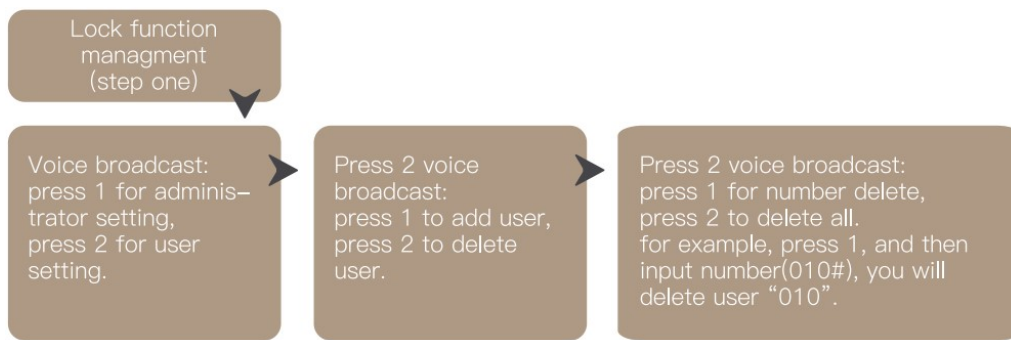 Lock function
managment
(step one)
Voice broadcast:
press 1 for adminis-
trator setting,
press 2 for user
setting.
Press 2 voice
broadcast:
press 1 to add user,
press 2 to delete
user.
Press 2 voice broadcast:
press 1 for number delete,
press 2 to delete all.
for example, press 1, and then
input number(010#), you will
delete user “010”.